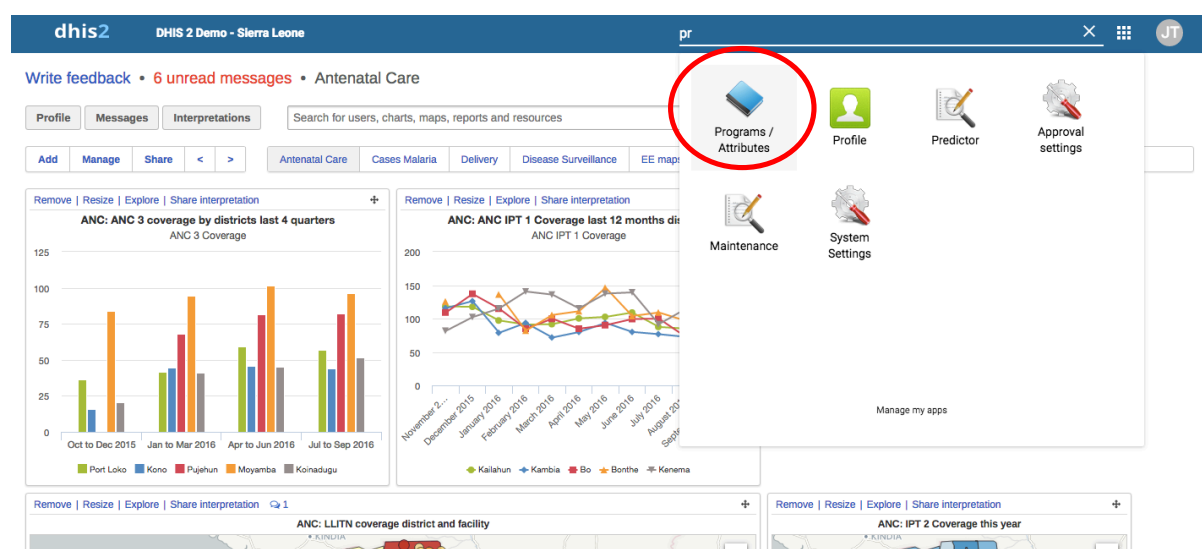 dhis2 DHIS 2 Demo - Sierra Leone pr JT
Write feedback • 6 unread messages • Antenatal Care
Profile Messages Interpretations Search for users, charts, maps, reports and resources
Add Manage Share < > Antenatal Care Cases Malaria Delivery Disease Surveillance EE maps
Programs /
Attributes
Profile
Predictor
Approval
settings
Maintenance
System
Settings
Manage my apps
Remove | Resize | Explore | Share interpretation
ANC: ANC 3 coverage by districts last 4 quarters
ANC 3 Coverage
125
100
75
50
25
0
Oct to Dec 2015 Jan to Mar 2016 Apr to Jun 2016 Jul to Sep 2016
Port Loko Kono Pujehun Moyamba Koinadugu
Remove | Resize | Explore | Share interpretation
ANC: ANC IPT 1 Coverage last 12 months dis
ANC IPT 1 Coverage
200
150
100
50
0
November 2... December 2015 January 2016 February 2016 March 2016 April 2016 May 2016 June 2016 July 2016 August 201 Septe
Kailahun Kambia Bo Bonthe Kenema
Remove | Resize | Explore | Share interpretation 1
ANC: LLITN coverage district and facility
KINDIA
Remove | Resize | Explore | Share interpretation
ANC: IPT 2 Coverage this year
KINDIA